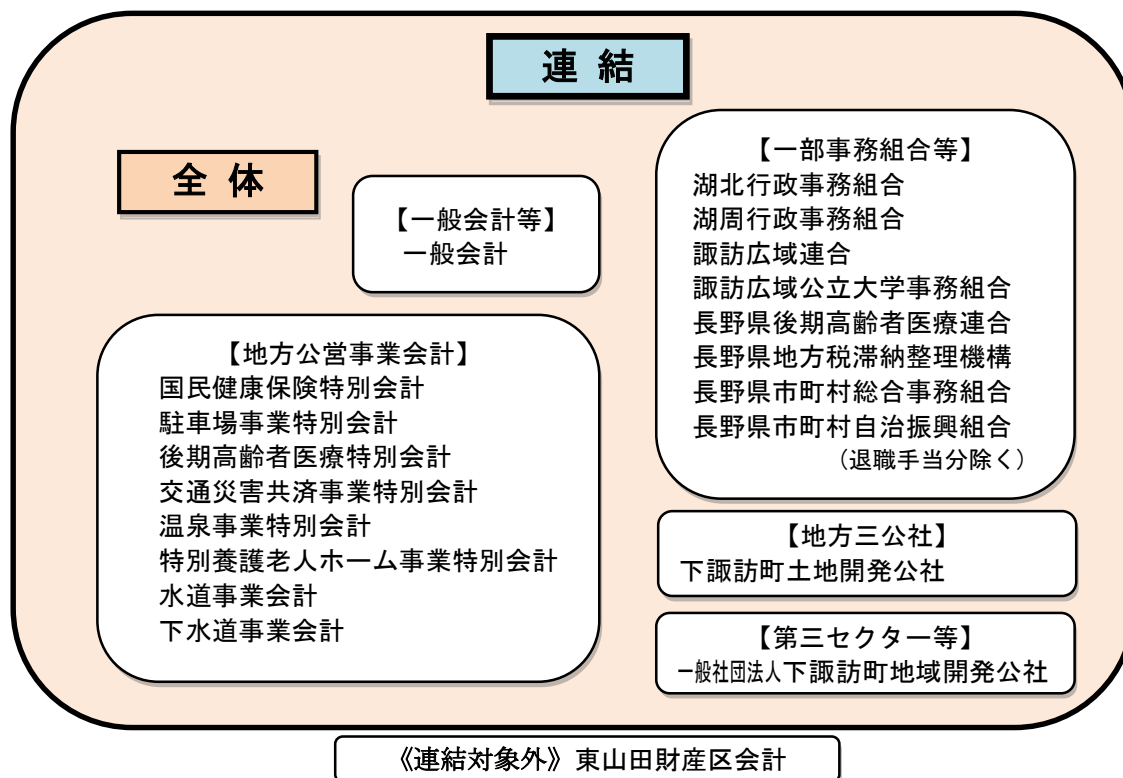 連結
全体
【一般会計等】
一般会計
【地方公営事業会計】
国民健康保険特別会計
駐車場事業特別会計
後期高齢者医療特別会計
交通災害共済事業特別会計
温泉事業特別会計
特別養護老人ホーム事業特別会計
水道事業会計
下水道事業会計
【一部事務組合等】
湖北行政事務組合
湖周行政事務組合
諏訪広域連合
諏訪広域公立大学事務組合
長野県後期高齢者医療連合
長野県地方税滞納整理機構
長野県市町村総合事務組合
長野県市町村自治振興組合
（退職手当分除く）
【地方三公社】
下諏訪町土地開発公社
【第三セクター等】
一般社団法人下諏訪町地域開発公社
《連結対象外》東山田財産区会計